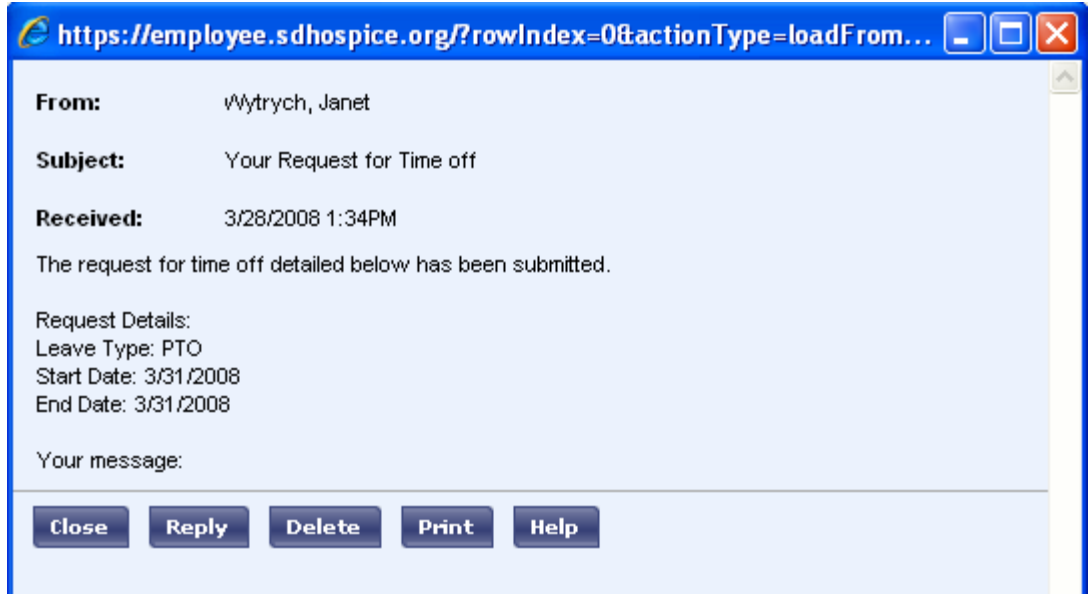 https://employee.sdhospice.org/?rowIndex=0&actionType=loadFrom...
From: Wytrych, Janet
Subject: Your Request for Time off
Received: 3/28/2008 1:34PM
The request for time off detailed below has been submitted.
Request Details:
Leave Type: PTO
Start Date: 3/31/2008
End Date: 3/31/2008
Your message:
Close Reply Delete Print Help